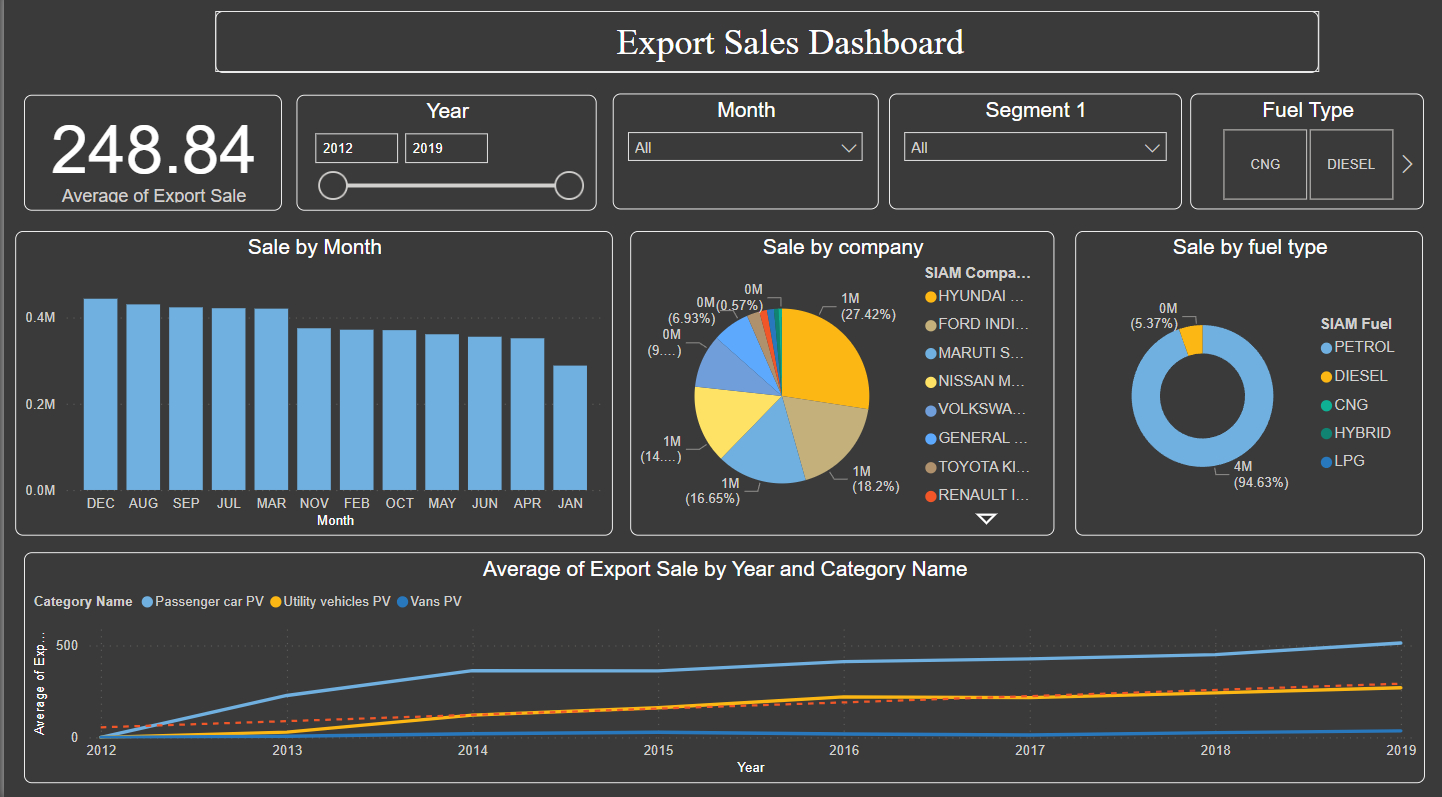 Export Sales Dashboard
248.84
Average of Export Sale
Year
2012 2019
Month
All
Segment 1
All
Fuel Type
CNG DIESEL
Sale by Month
0.4M
0.2M
0.0M
DEC AUG SEP JUL MAR NOV FEB OCT MAY JUN APR JAN
Month
Sale by company
0M
(0.57%)
0M
(6.93%)
0M
(9....)
1M
(14....)
1M
(16.65%)
1M
(18.2%)
1M
(27.42%)
SIAM Compa...
HYUNDAI ...
FORD INDI...
MARUTI S...
NISSAN M...
VOLKSWA...
GENERAL ...
TOYOTA KI...
RENAULT I...
Sale by fuel type
0M
(5.37%)
4M
(94.63%)
SIAM Fuel
PETROL
DIESEL
CNG
HYBRID
LPG
Average of Export Sale by Year and Category Name
Category Name Passenger car PV Utility vehicles PV Vans PV
Average of Exp...
500
0
2012 2013 2014 2015 2016 2017 2018 2019
Year